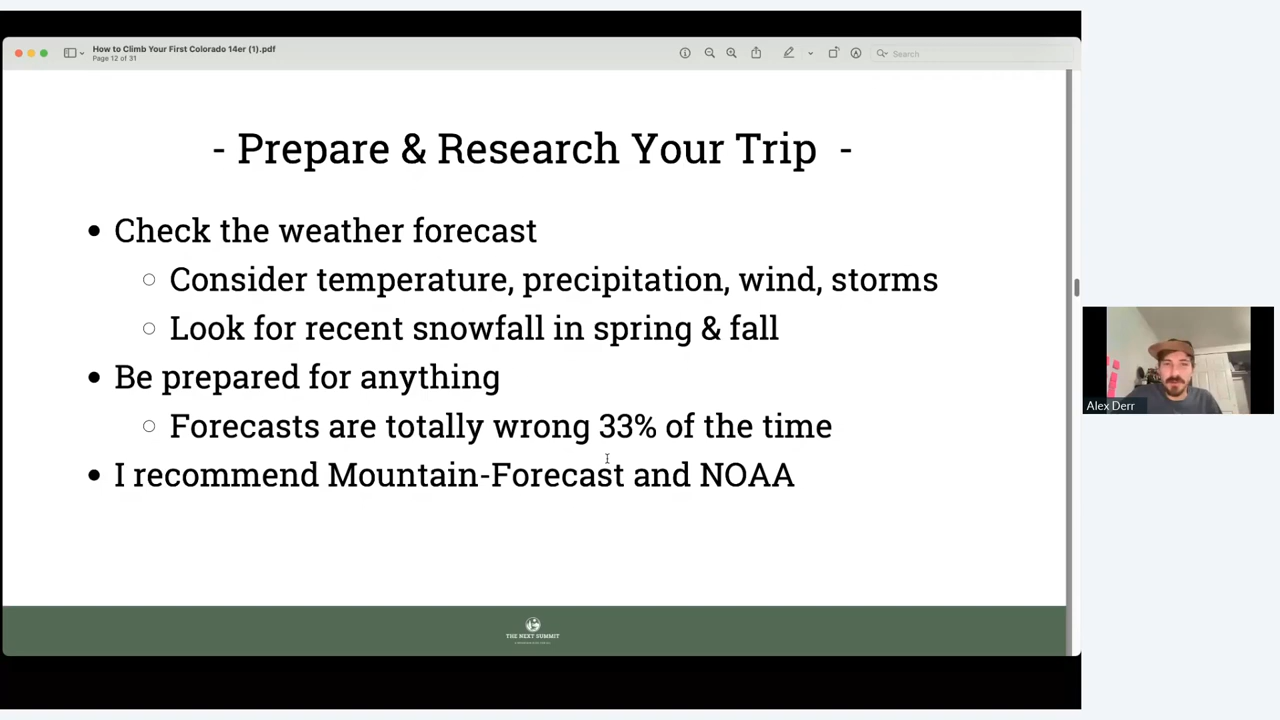 How to Climb Your First Colorado 14er (1).pdf
Page 12 of 31
Search
- Prepare & Research Your Trip -
Check the weather forecast
Consider temperature, precipitation, wind, storms
Look for recent snowfall in spring & fall
Be prepared for anything
Forecasts are totally wrong 33% of the time
I recommend Mountain-Forecast and NOAA
Alex Derr
THE NEXT SUMMIT